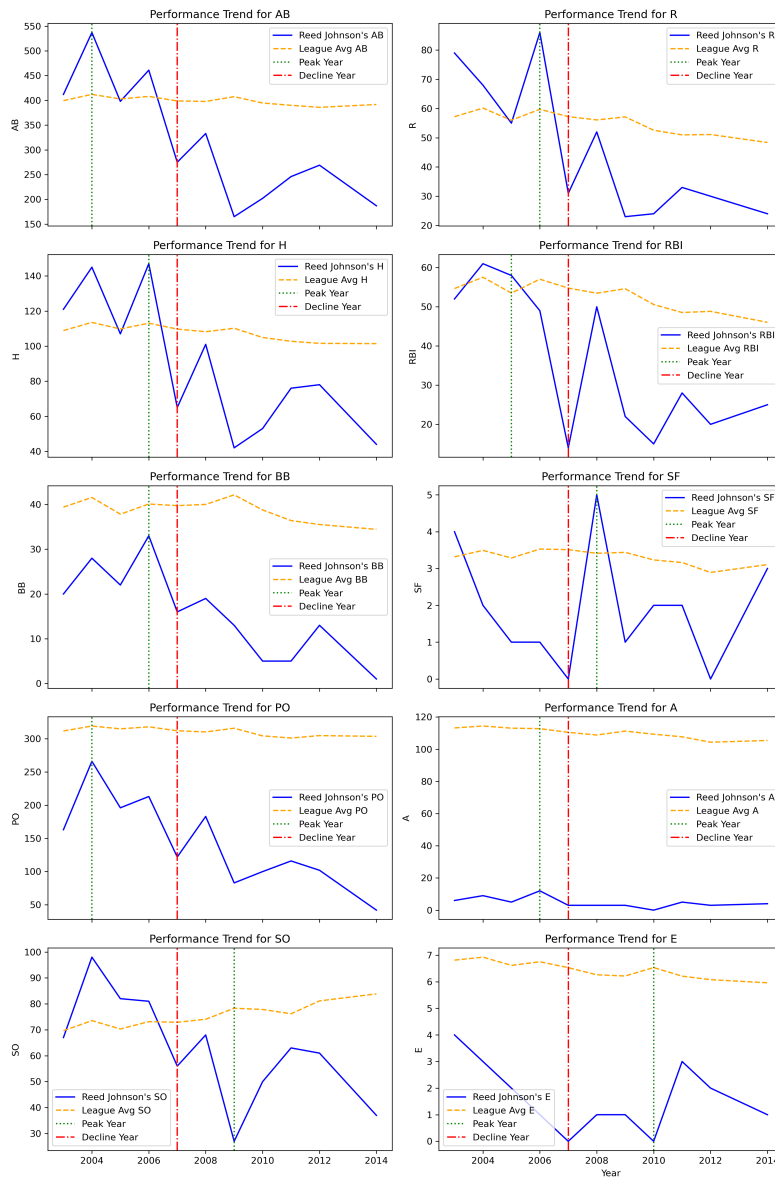 Performance Trend for AB
550
500
450
400
350
300
250
200
150
AB
Reed Johnson's AB
League Avg AB
Peak Year
Decline Year
Performance Trend for R
80
70
60
50
40
30
20
R
Reed Johnson's R
League Avg R
Peak Year
Decline Year
Performance Trend for H
140
120
100
80
60
40
H
Reed Johnson's H
League Avg H
Peak Year
Decline Year
Performance Trend for RBI
60
50
40
30
20
RBI
Reed Johnson's RBI
League Avg RBI
Peak Year
Decline Year
Performance Trend for BB
40
30
20
10
0
BB
Reed Johnson's BB
League Avg BB
Peak Year
Decline Year
Performance Trend for SF
5
4
3
2
1
0
SF
Reed Johnson's SF
League Avg SF
Peak Year
Decline Year
Performance Trend for PO
300
250
200
150
100
50
PO
Reed Johnson's PO
League Avg PO
Peak Year
Decline Year
Performance Trend for A
120
100
80
60
40
20
0
A
Reed Johnson's A
League Avg A
Peak Year
Decline Year
Performance Trend for SO
100
90
80
70
60
50
40
30
SO
Reed Johnson's SO
League Avg SO
Peak Year
Decline Year
2004 2006 2008 2010 2012 2014
Performance Trend for E
7
6
5
4
3
2
1
0
E
Reed Johnson's E
League Avg E
Peak Year
Decline Year
2004 2006 2008 2010 2012 2014
Year